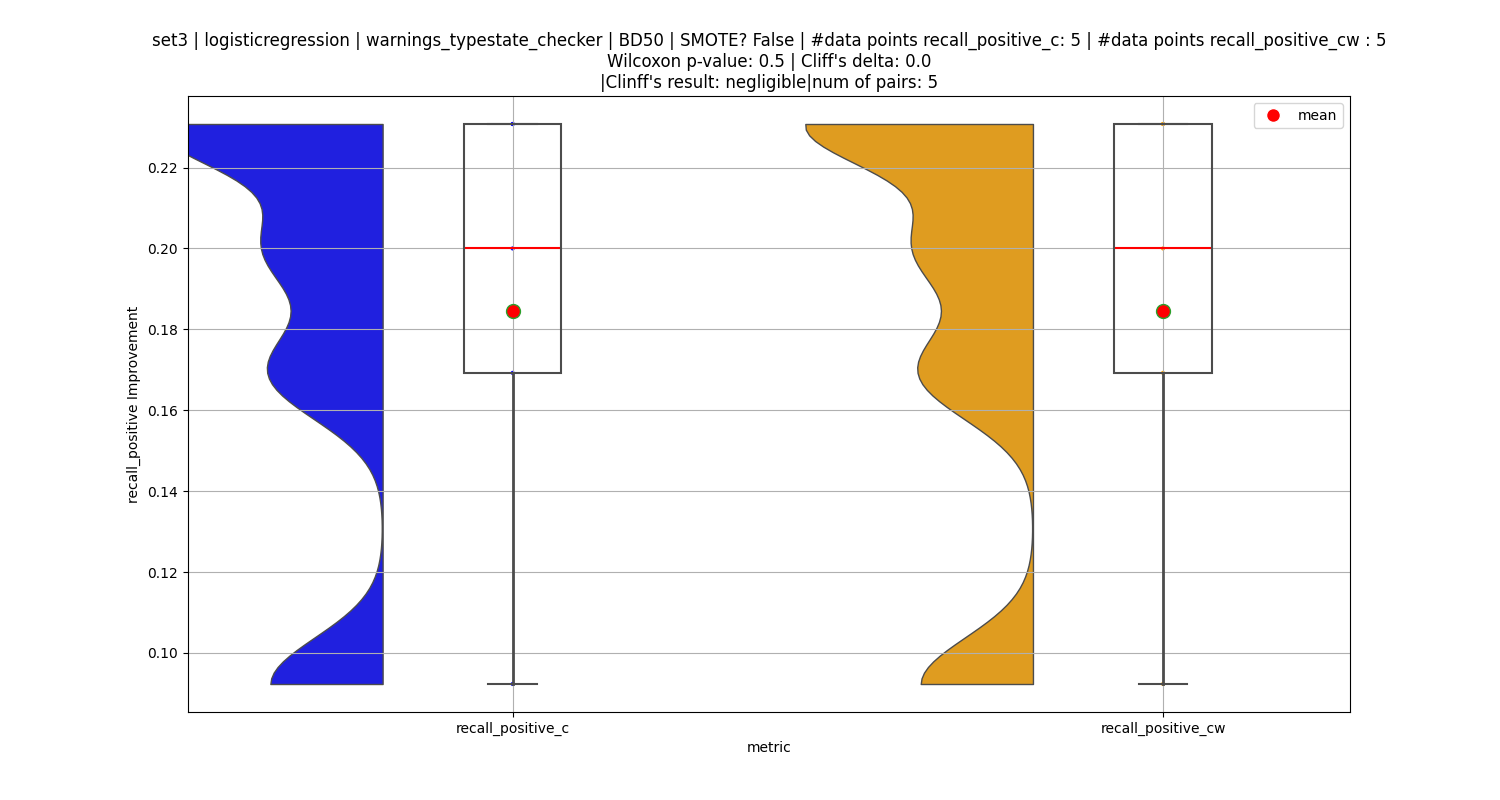 set3 | logisticregression | warnings_typestate_checker | BD50 | SMOTE? False | #data points recall_positive_c: 5 | #data points recall_positive_cw : 5
Wilcoxon p-value: 0.5 | Cliff's delta: 0.0
|Clinff's result: negligible|num of pairs: 5
mean
0.22
0.20
0.18
0.16
0.14
0.12
0.10
recall_positive Improvement
recall_positive_c
recall_positive_cw
metric